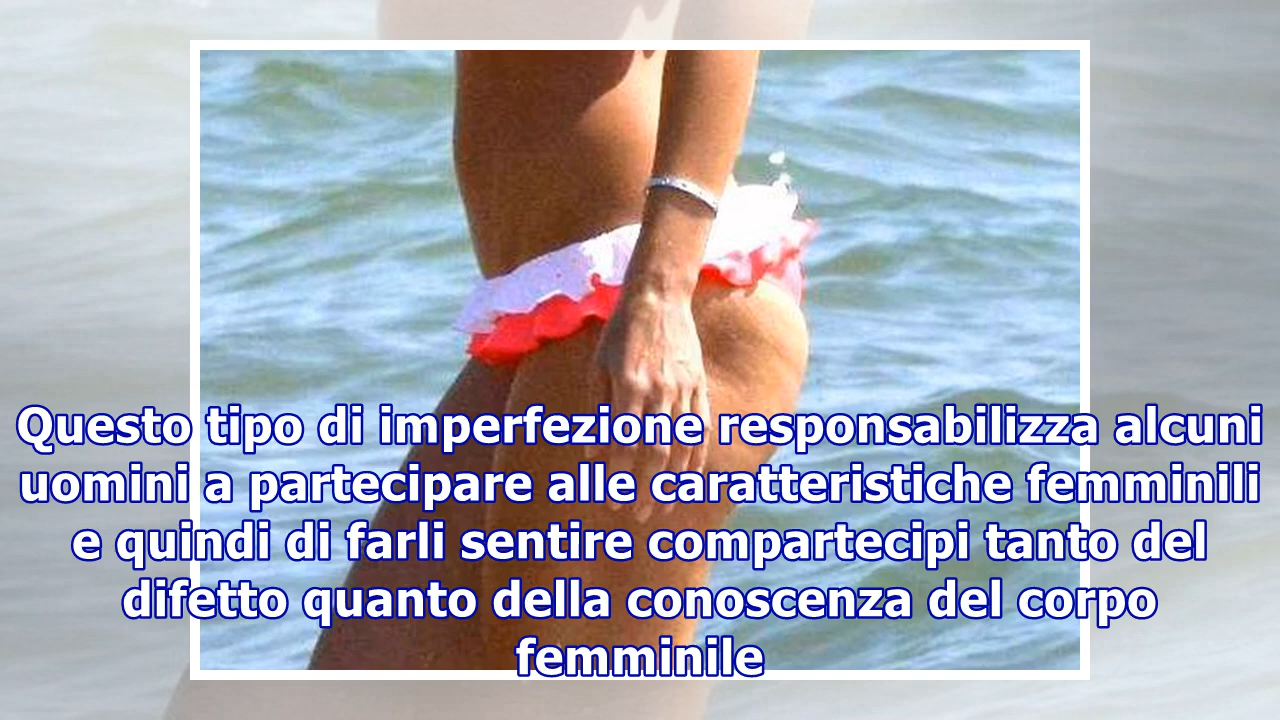 Questo tipo di imperfezione responsabilizza alcuni
uomini a partecipare alle caratteristiche femminili
e quindi di farli sentire compartecipi tanto del
difetto quanto della conoscenza del corpo
femminile